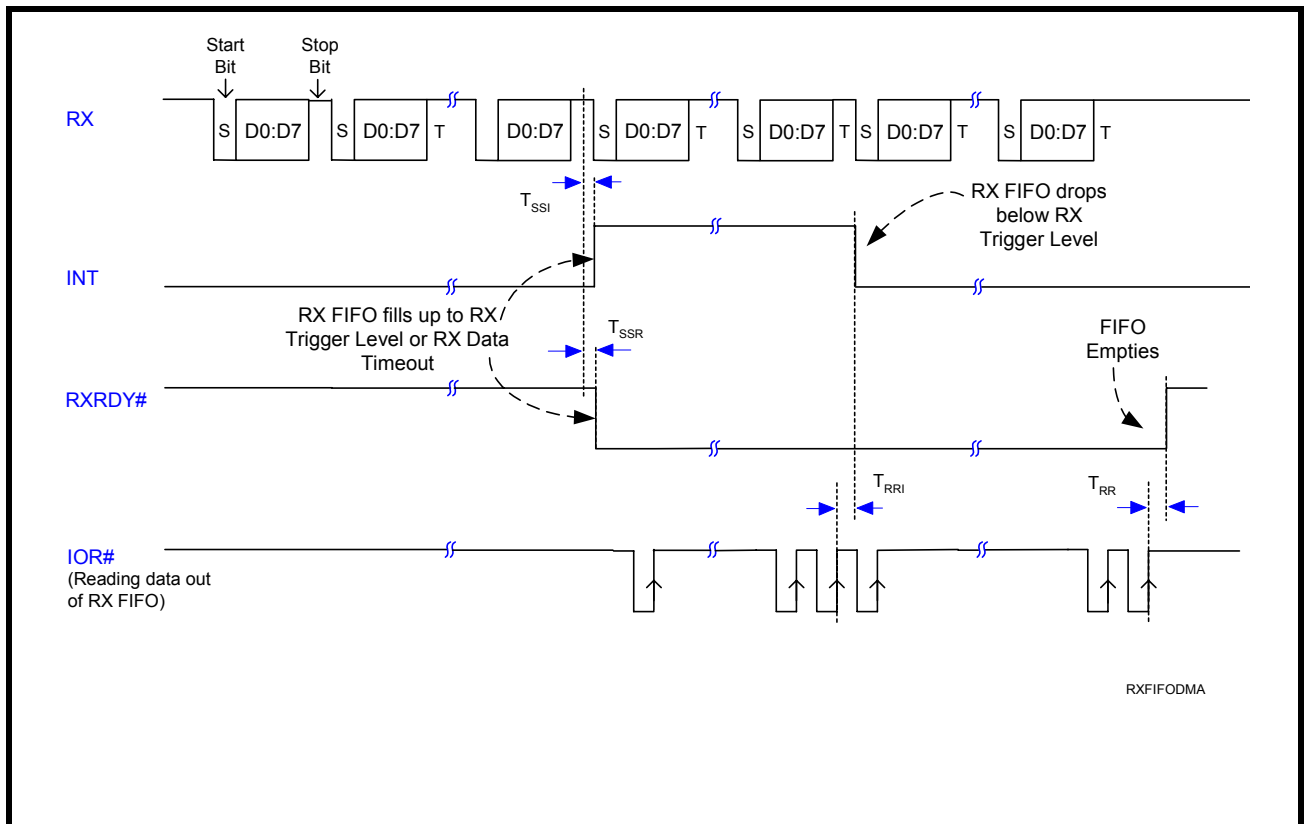 Start
Bit
Stop
Bit
RX
S D0:D7 S D0:D7 T D0:D7 S D0:D7 T S D0:D7 T S D0:D7 T S D0:D7 T
TSSI
RX FIFO drops
below RX
Trigger Level
INT
RX FIFO fills up to RX
Trigger Level or RX Data
Timeout
TSSR
FIFO
Empties
RXRDY#
TRRI
TRR
IOR#
(Reading data out
of RX FIFO)
RXFIFODMA